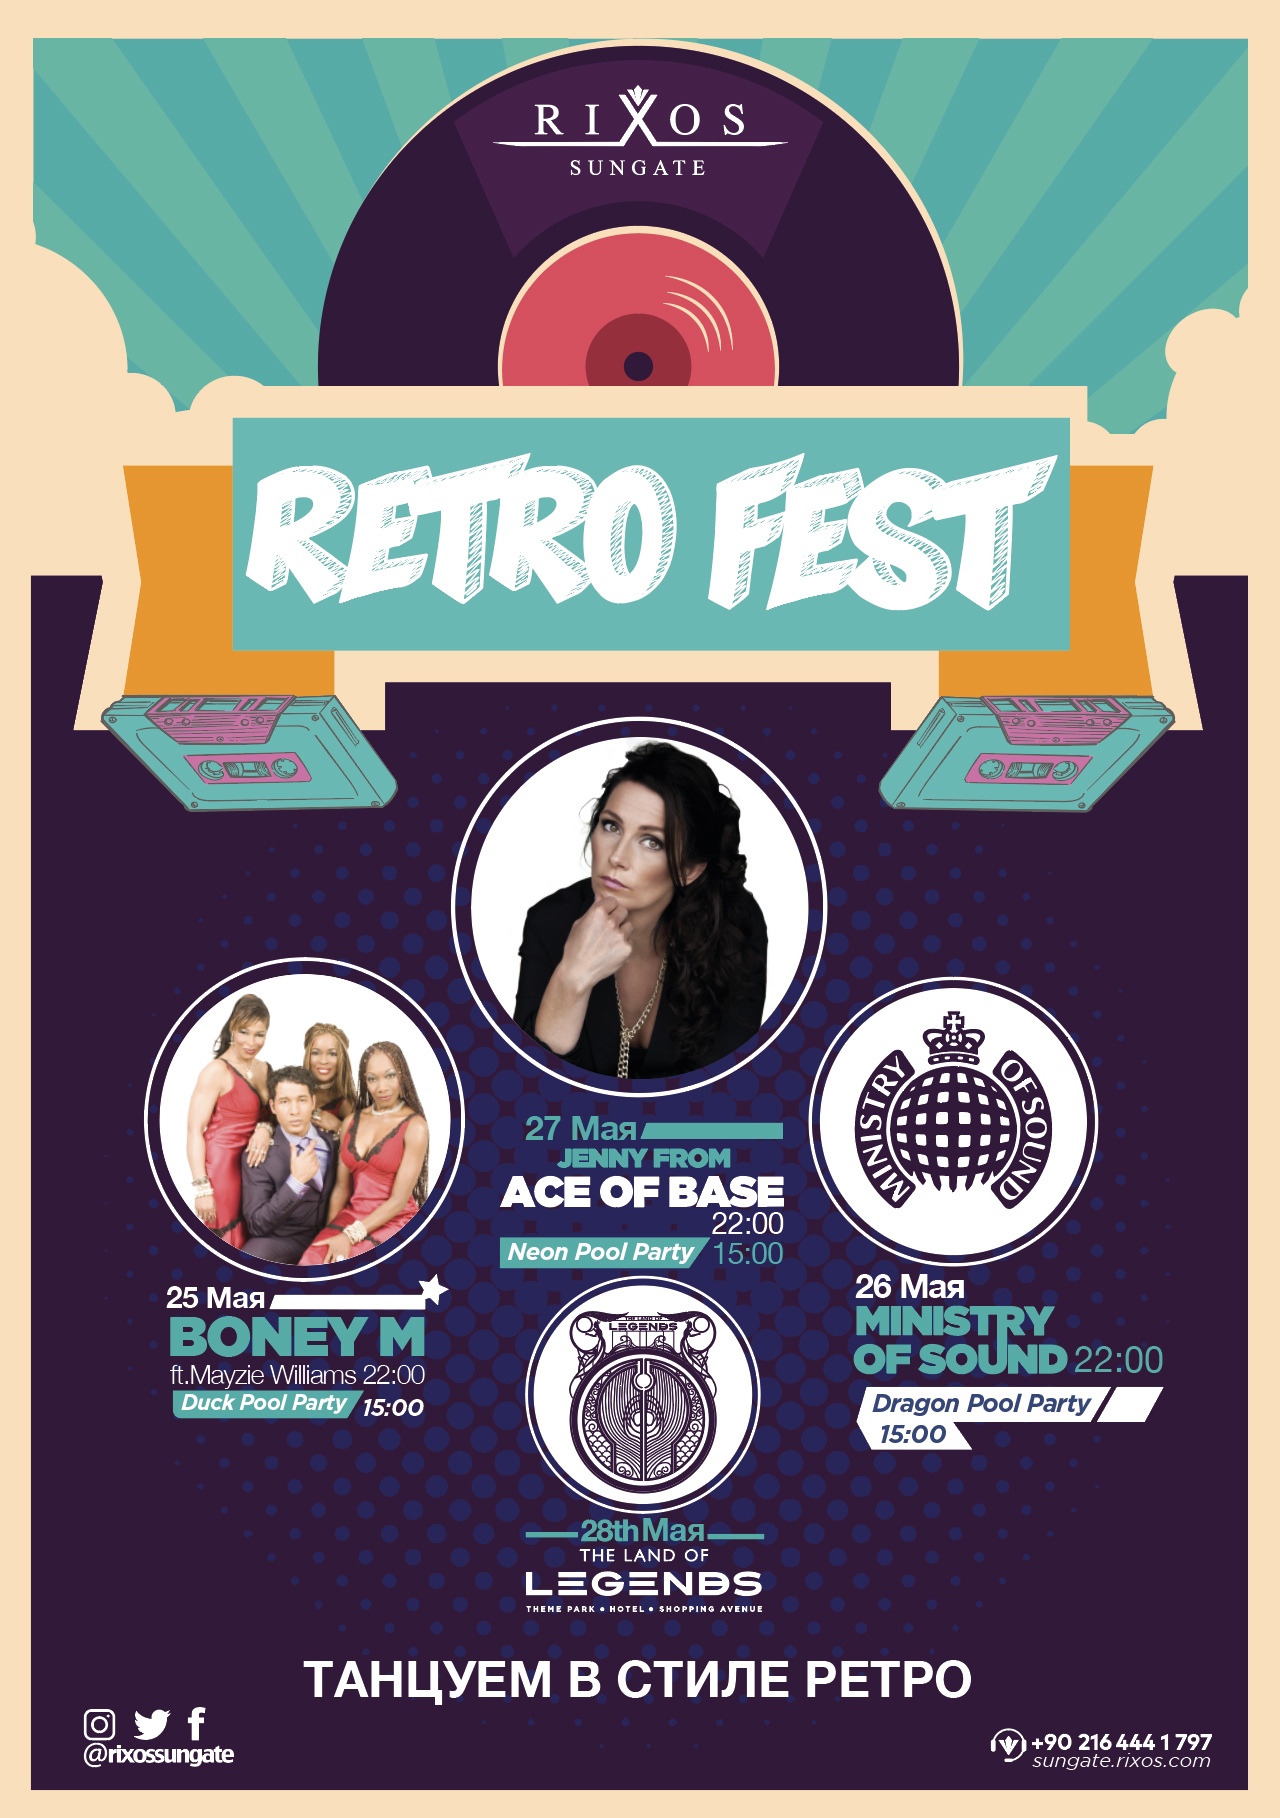 RIXOS
SUNGATE
RETRO FEST
27 Мая
JENNY FROM
ACE OF BASE
22:00
Neon Pool Party 15:00
25 Мая
BONEY M
ft.Mayzie Williams 22:00
Duck Pool Party 15:00
MINISTRY OF SOUND
26 Мая
MINISTRY
OF SOUND 22:00
Dragon Pool Party
15:00
THE LAND OF
LEGENDS
28th Мая
THE LAND OF
LEGENDS
THEME PARK • HOTEL • SHOPPING AVENUE
ТАНЦУЕМ В СТИЛЕ РЕТРО
@rixossungate
+90 216 444 1 797
sungate.rixos.com